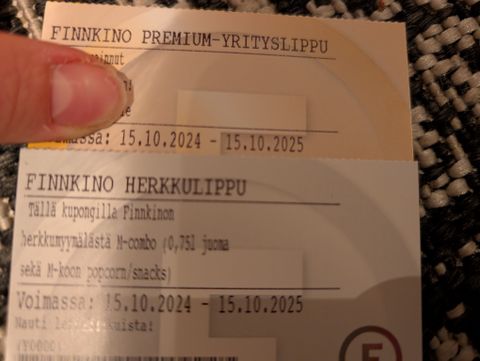 FINNKINO PREMIUM-YRITYSLIPPU
Voimassa: 15.10.2024 - 15.10.2025
FINNKINO HERKKULIPPU
Tällä kupongilla Finnkinon
herkkumyymälästä M-combo (0,75l juoma
sekä M-koon popcorn/snacks)
Voimassa: 15.10.2024 - 15.10.2025
Nauti
F